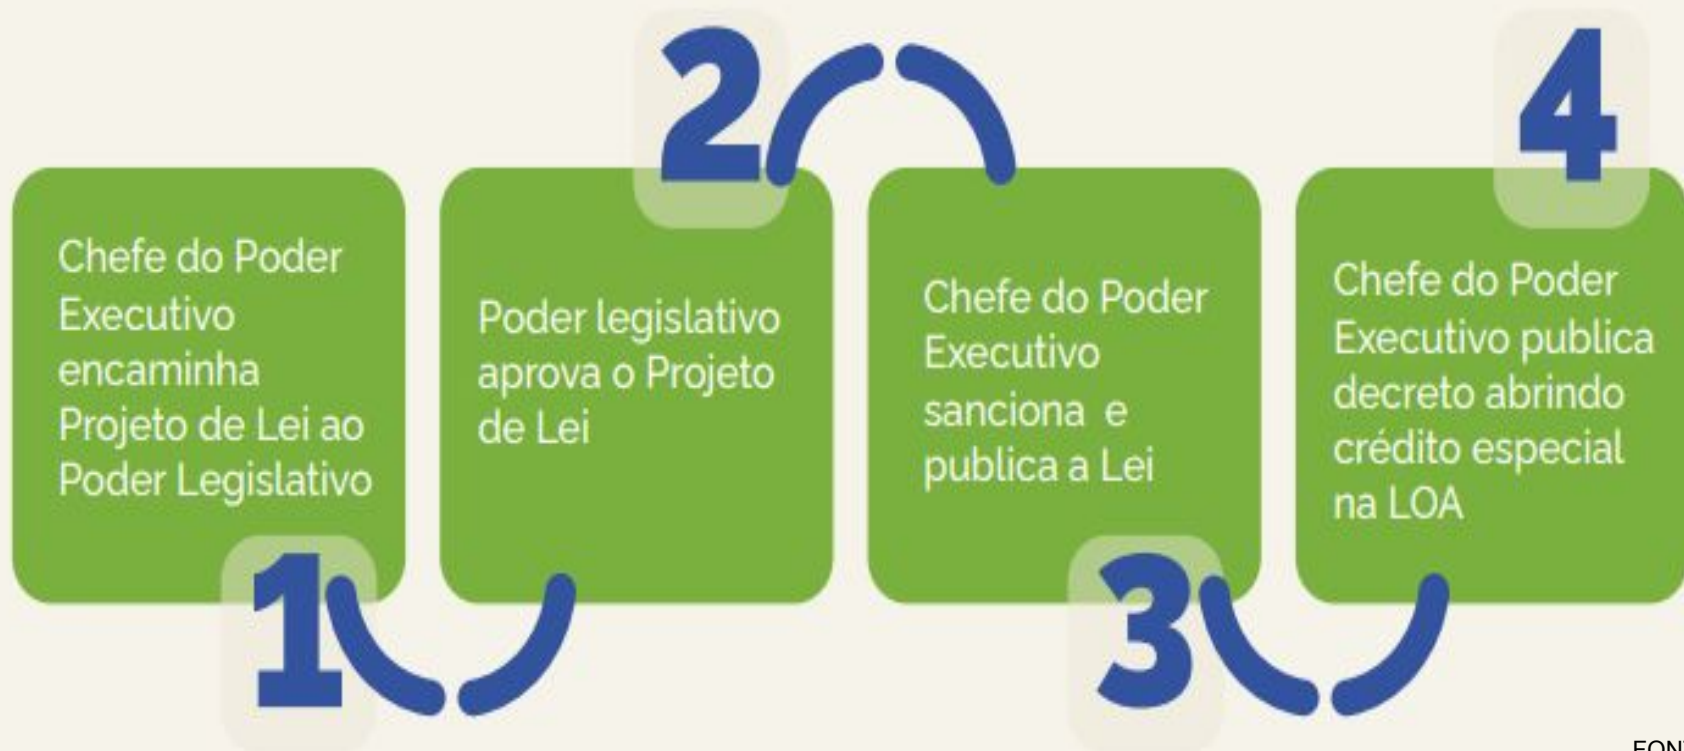 1
Chefe do Poder
Executivo
encaminha
Projeto de Lei ao
Poder Legislativo
2
Poder legislativo
aprova o Projeto
de Lei
3
Chefe do Poder
Executivo
sanciona e
publica a Lei
4
Chefe do Poder
Executivo publica
decreto abrindo
crédito especial
na LOA